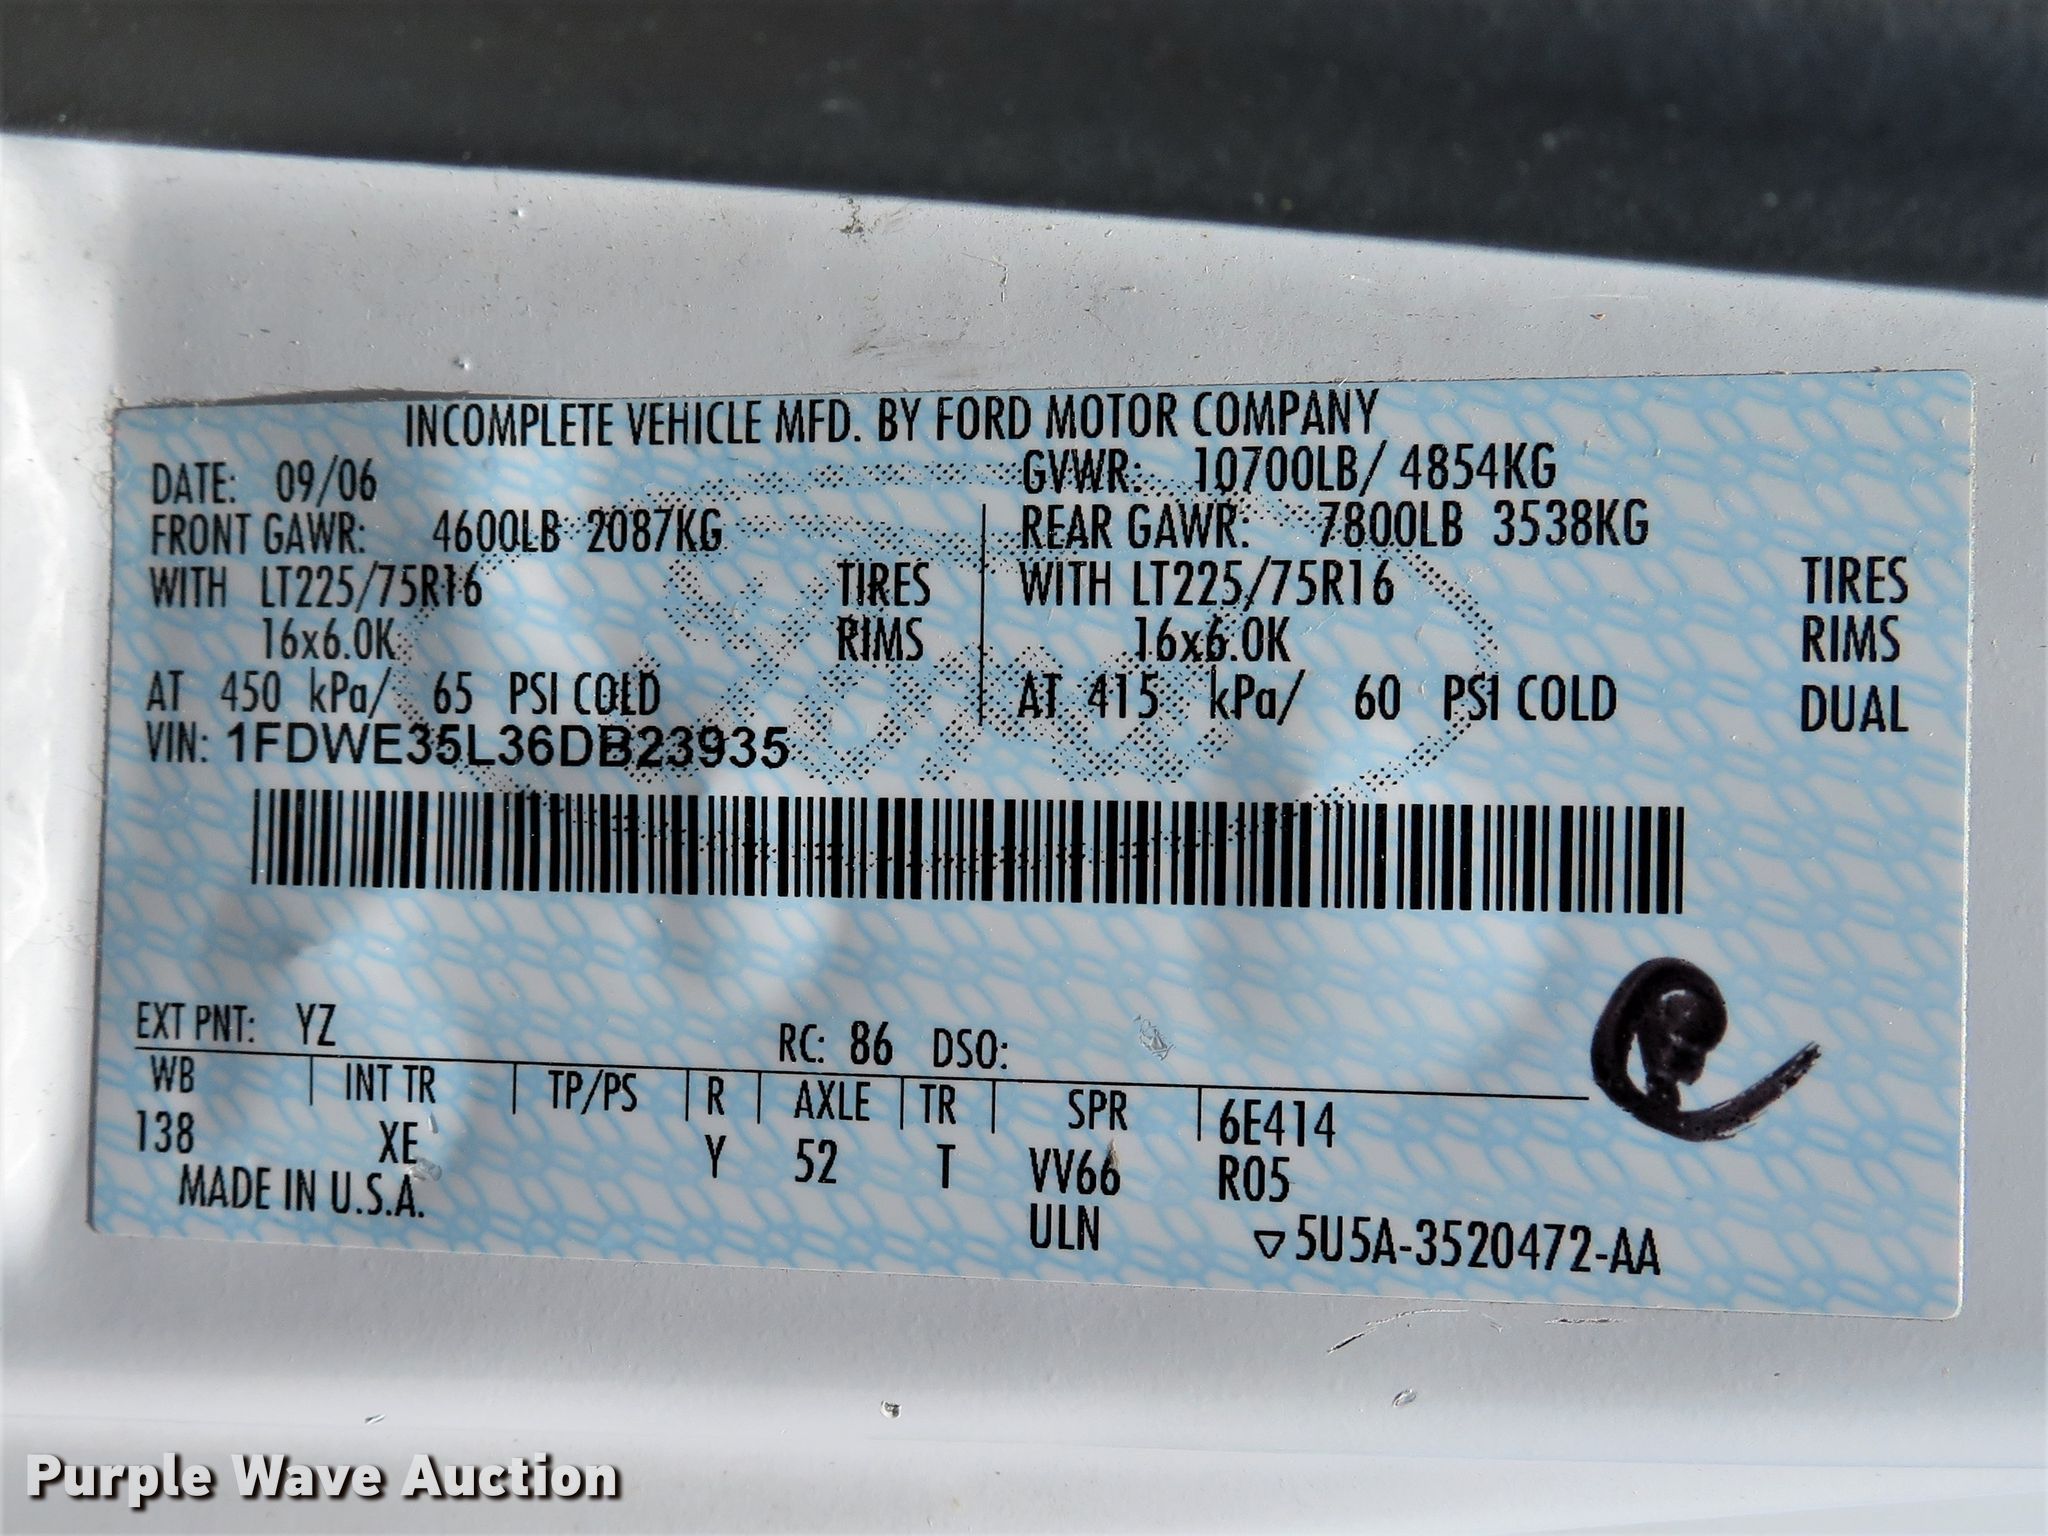 INCOMPLETE VEHICLE MFD. BY FORD MOTOR COMPANY
DATE: 09/06 GVWR: 10700LB/ 4854KG
FRONT GAWR: 4600LB 2087KG REAR GAWR: 7800LB 3538KG
WITH LT225/75R16 TIRES WITH LT225/75R16 TIRES
16x6.0K RIMS 16x6.0K RIMS
AT 450 kPa/ 65 PSI COLD AT 415 kPa/ 60 PSI COLD DUAL
VIN: 1FDWE35L36DB23935
Ford
EXT PNT: YZ RC: 86 DSO:
WB INT TR TP/PS R AXLE TR SPR 6E414
138 XE Y 52 T VV66 R05
MADE IN U.S.A. ULN ▽5U5A-3520472-AA
Purple Wave Auction